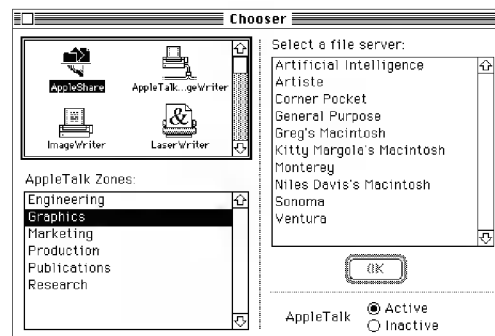 Chooser
AppleShare
AppleTalk...geWriter
ImageWriter
LaserWriter
AppleTalk Zones:
Engineering
Graphics
Marketing
Production
Publications
Research
Select a file server:
Artificial Intelligence
Artiste
Corner Pocket
General Purpose
Greg's Macintosh
Kitty Margola's Macintosh
Monterey
Niles Davis's Macintosh
Sonoma
Ventura
OK
AppleTalk
Active
Inactive